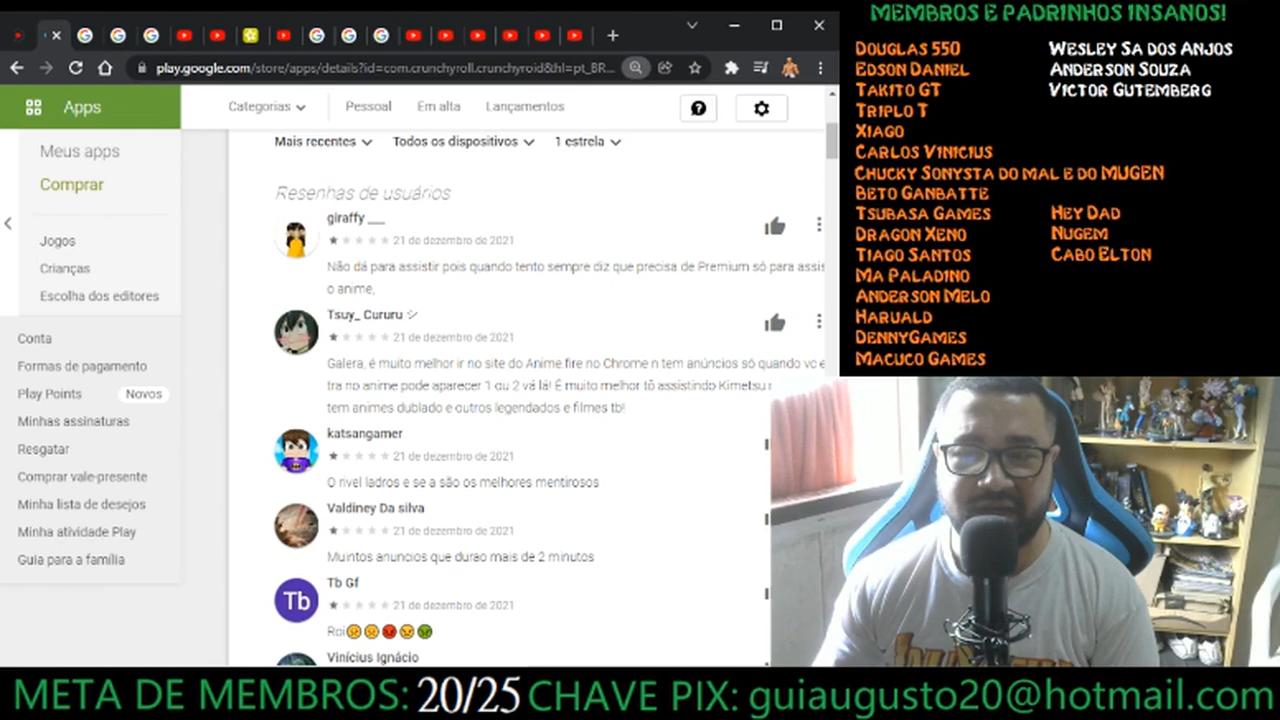 play.google.com/store/apps/details?id=com.crunchyroll.crunchyroid&hl=pt_BR...
Apps
Categorias
Pessoal
Em alta
Lançamentos
Meus apps
Comprar
Jogos
Crianças
Escolha dos editores
Conta
Formas de pagamento
Play Points Novos
Minhas assinaturas
Resgatar
Comprar vale-presente
Minha lista de desejos
Minha atividade Play
Guia para a família
Mais recentes
Todos os dispositivos
1 estrela
Resenhas de usuários
giraffy ___
21 de dezembro de 2021
Não dá para assistir pois quando tento sempre diz que precisa de Premium só para assis
o anime,
Tsuy_ Cururu シ
21 de dezembro de 2021
Galera, é muito melhor ir no site do Anime fire no Chrome n tem anúncios só quando vc e
tra no anime pode aparecer 1 ou 2 vá lá! É muito melhor tô assistindo Kimetsu
tem animes dublado e outros legendados e filmes tb!
katsangamer
21 de dezembro de 2021
O nivel ladros e se a são os melhores mentirosos
Valdiney Da silva
21 de dezembro de 2021
Muintos anuncios que durao mais de 2 minutos
Tb
Tb Gf
21 de dezembro de 2021
Roi😠😠😡😠🤢
Vinícius Ignácio
MEMBROS E PADRINHOS INSANOS!
DOUGLAS 550
EDSON DANIEL
TAKITO GT
TRIPLO T
XIAGO
CARLOS VINICIUS
CHUCKY SONYSTA DO MAL E DO MUGEN
BETO GANBATTE
TSUBASA GAMES
DRAGON XENO
TIAGO SANTOS
MA PALADINO
ANDERSON MELO
HARUALD
DENNYGAMES
MACUCO GAMES
WESLEY SA DOS ANJOS
ANDERSON SOUZA
VICTOR GUTEMBERG
HEY DAD
NUGEM
CABO ELTON
META DE MEMBROS: 20/25 CHAVE PIX: guiaugusto20@hotmail.com